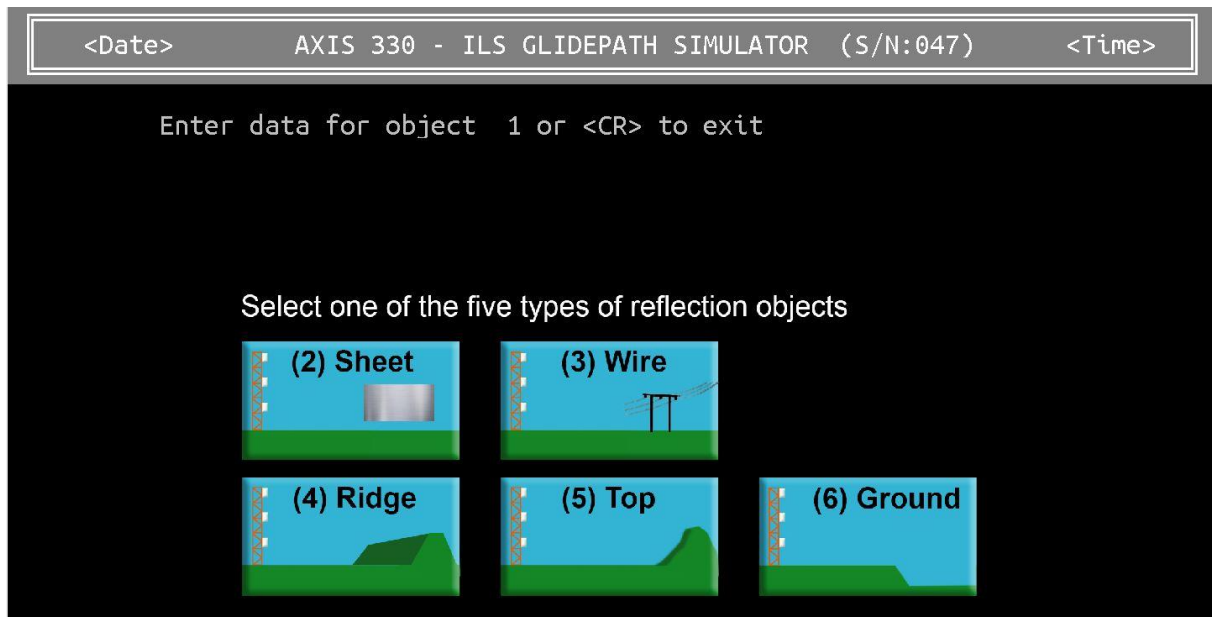 <Date> AXIS 330 - ILS GLIDEPATH SIMULATOR (S/N:047) <Time>
Enter data for object 1 or <CR> to exit
Select one of the five types of reflection objects
(2) Sheet (3) Wire
(4) Ridge (5) Top (6) Ground